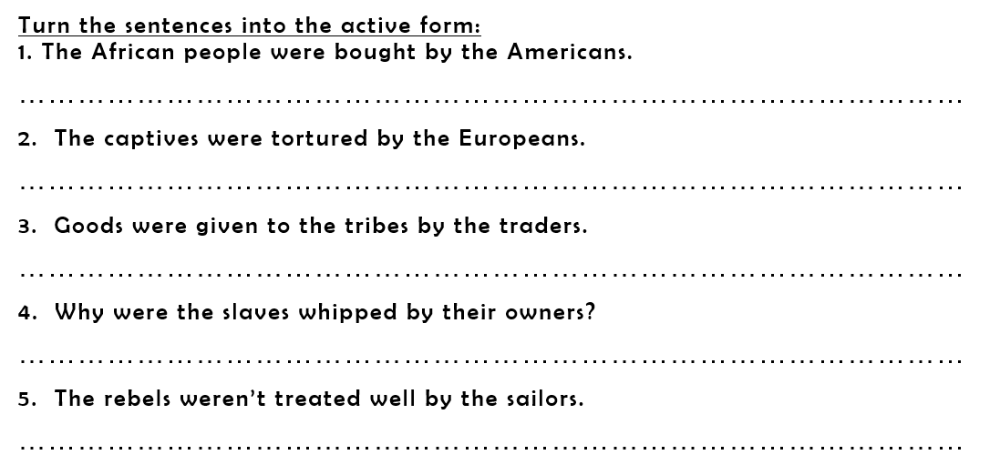 Turn the sentences into the active form:
1. The African people were bought by the Americans.
………………………………………………………………………………………………
2. The captives were tortured by the Europeans.
………………………………………………………………………………………………
3. Goods were given to the tribes by the traders.
………………………………………………………………………………………………
4. Why were the slaves whipped by their owners?
………………………………………………………………………………………………
5. The rebels weren’t treated well by the sailors.
………………………………………………………………………………………………